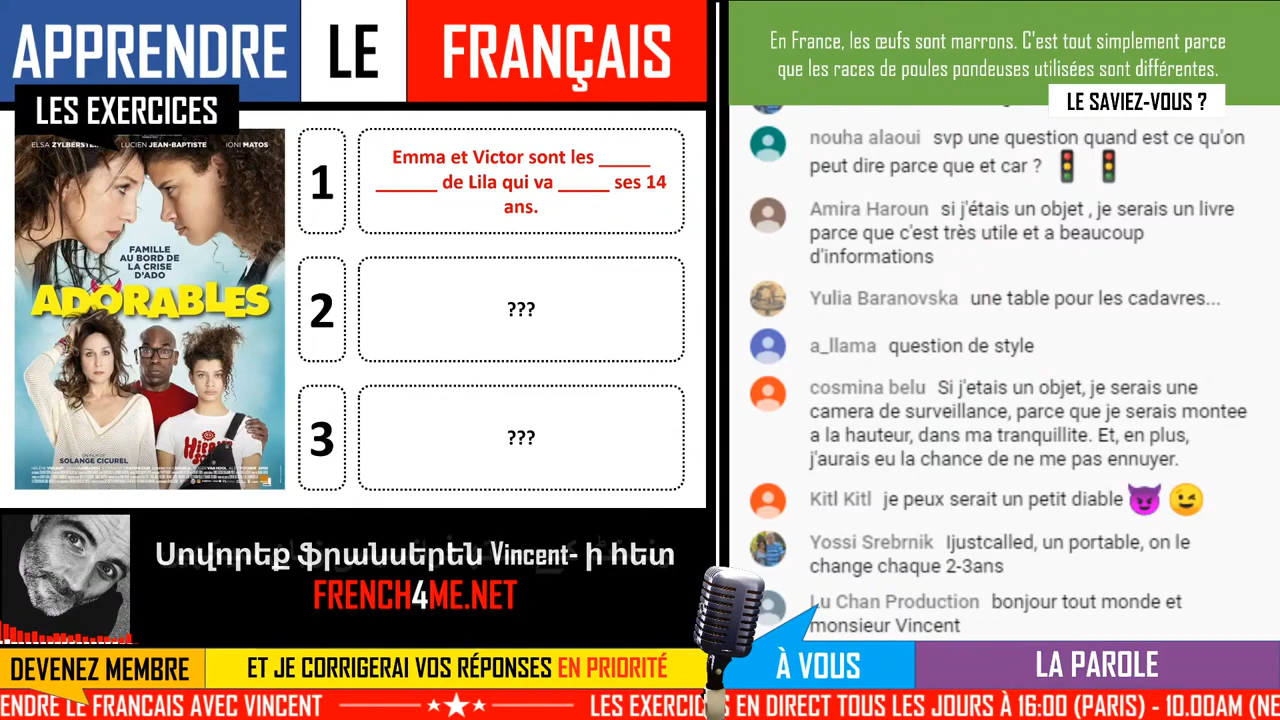 APPRENDRE LE FRANÇAIS
LES EXERCICES
LUCIEN JEAN-BAPTISTE
IONI MATOS
FAMILLE
AU BORD DE
LA CRISE
D'ADO
ADORABLES
UN FILM DE
SOLANGE CICUREL
1
Emma et Victor sont les _____
______ de Lila qui va _____ ses 14
ans.
2
???
3
???
Սովորեք ֆրանսերեն Vincent- ի հետ
FRENCH4ME.NET
DEVENEZ MEMBRE
ET JE CORRIGERAI VOS RÉPONSES EN PRIORITÉ
En France, les œufs sont marrons. C'est tout simplement parce
que les races de poules pondeuses utilisées sont différentes.
LE SAVIEZ-VOUS ?
nouha alaoui svp une question quand est ce qu'on
peut dire parce que et car ? 🚦 🚦
Amira Haroun si j'étais un objet , je serais un livre
parce que c'est très utile et a beaucoup
d'informations
Yulia Baranovska une table pour les cadavres...
a_llama question de style
cosmina belu Si j'etais un objet, je serais une
camera de surveillance, parce que je serais montee
a la hauteur, dans ma tranquillite. Et, en plus,
j'aurais eu la chance de ne me pas ennuyer.
Kitl Kitl je peux serait un petit diable 😈 😉
Yossi Srebrnik Ijustcalled, un portable, on le
change chaque 2-3ans
Lu Chan Production bonjour tout monde et
monsieur Vincent
À VOUS
LA PAROLE
ENDRE LE FRANCAIS AVEC VINCENT LES EXERCIC S EN DIRECT TOUS LES JOURS À 16:00 (PARIS) - 10.00AM (NE